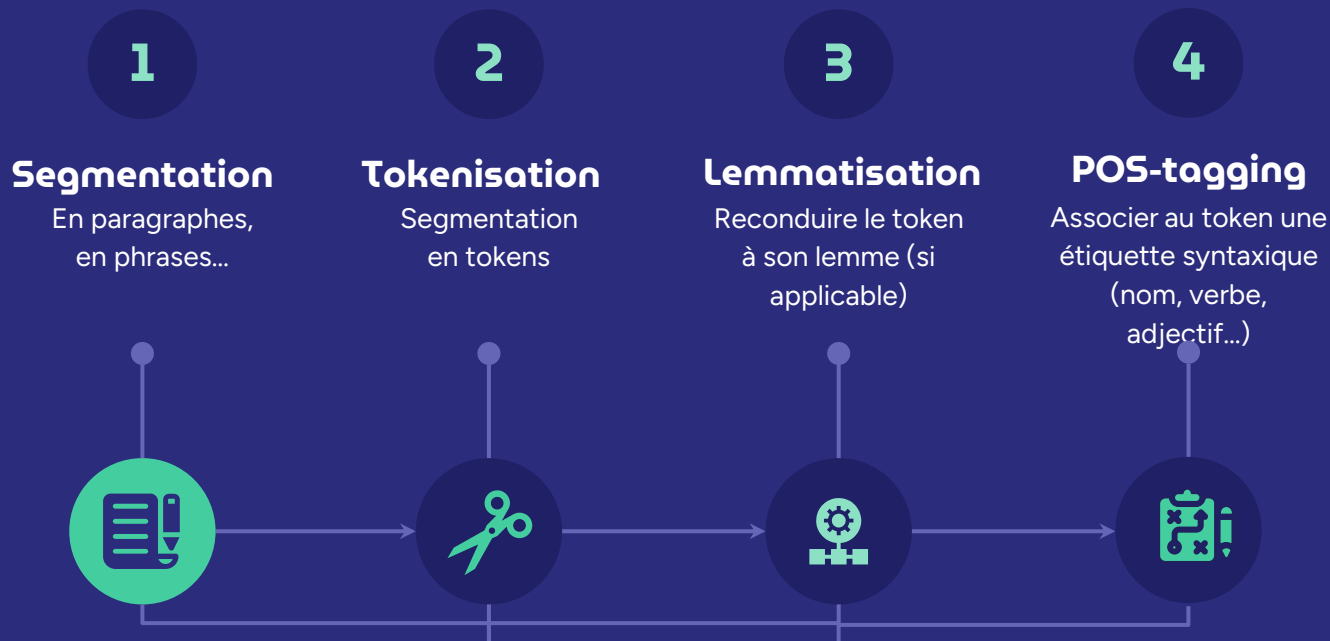 1
Segmentation
En paragraphes,
en phrases...
2
Tokenisation
Segmentation
en tokens
3
Lemmatisation
Reconduire le token
à son lemme (si
applicable)
4
POS-tagging
Associer au token une
étiquette syntaxique
(nom, verbe,
adjectif...)